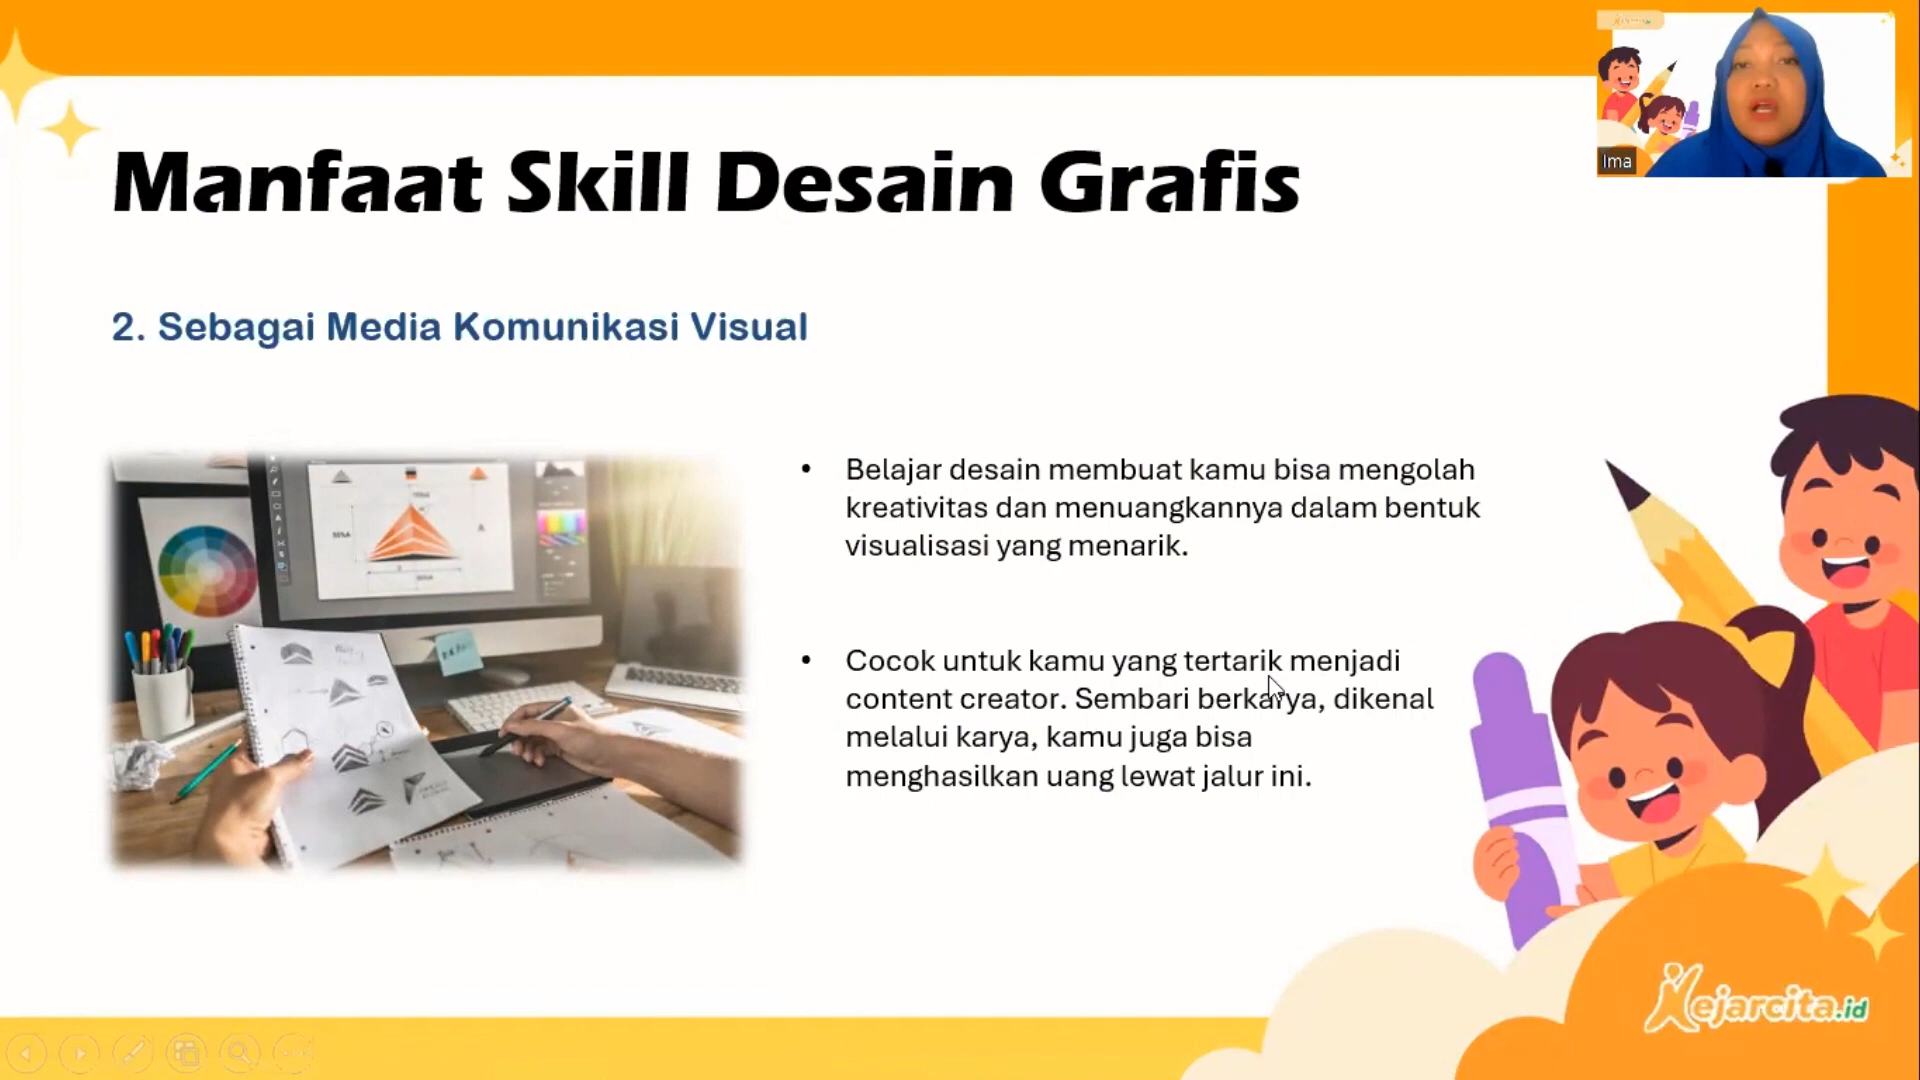 Manfaat Skill Desain Grafis
Ima
2. Sebagai Media Komunikasi Visual
• Belajar desain membuat kamu bisa mengolah
kreativitas dan menuangkannya dalam bentuk
visualisasi yang menarik.
• Cocok untuk kamu yang tertarik menjadi
content creator. Sembari berkarya, dikenal
melalui karya, kamu juga bisa
menghasilkan uang lewat jalur ini.
Kejarcita.id